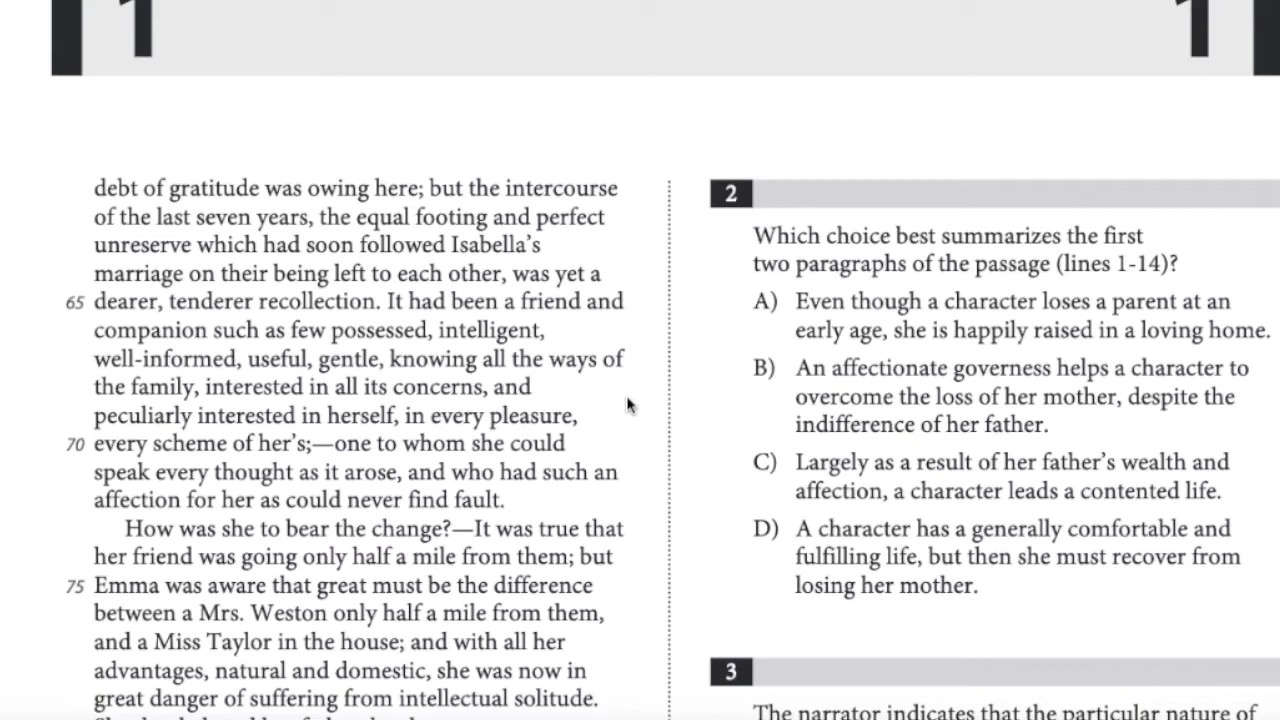 1 1
debt of gratitude was owing here; but the intercourse
of the last seven years, the equal footing and perfect
unreserve which had soon followed Isabella's
marriage on their being left to each other, was yet a
65 dearer, tenderer recollection. It had been a friend and
companion such as few possessed, intelligent,
well-informed, useful, gentle, knowing all the ways of
the family, interested in all its concerns, and
peculiarly interested in herself, in every pleasure,
70 every scheme of her's;—one to whom she could
speak every thought as it arose, and who had such an
affection for her as could never find fault.
How was she to bear the change?—It was true that
her friend was going only half a mile from them; but
75 Emma was aware that great must be the difference
between a Mrs. Weston only half a mile from them,
and a Miss Taylor in the house; and with all her
advantages, natural and domestic, she was now in
great danger of suffering from intellectual solitude.
2
Which choice best summarizes the first
two paragraphs of the passage (lines 1-14)?
A) Even though a character loses a parent at an
early age, she is happily raised in a loving home.
B) An affectionate governess helps a character to
overcome the loss of her mother, despite the
indifference of her father.
C) Largely as a result of her father's wealth and
affection, a character leads a contented life.
D) A character has a generally comfortable and
fulfilling life, but then she must recover from
losing her mother.
3
The narrator indicates that the particular nature of